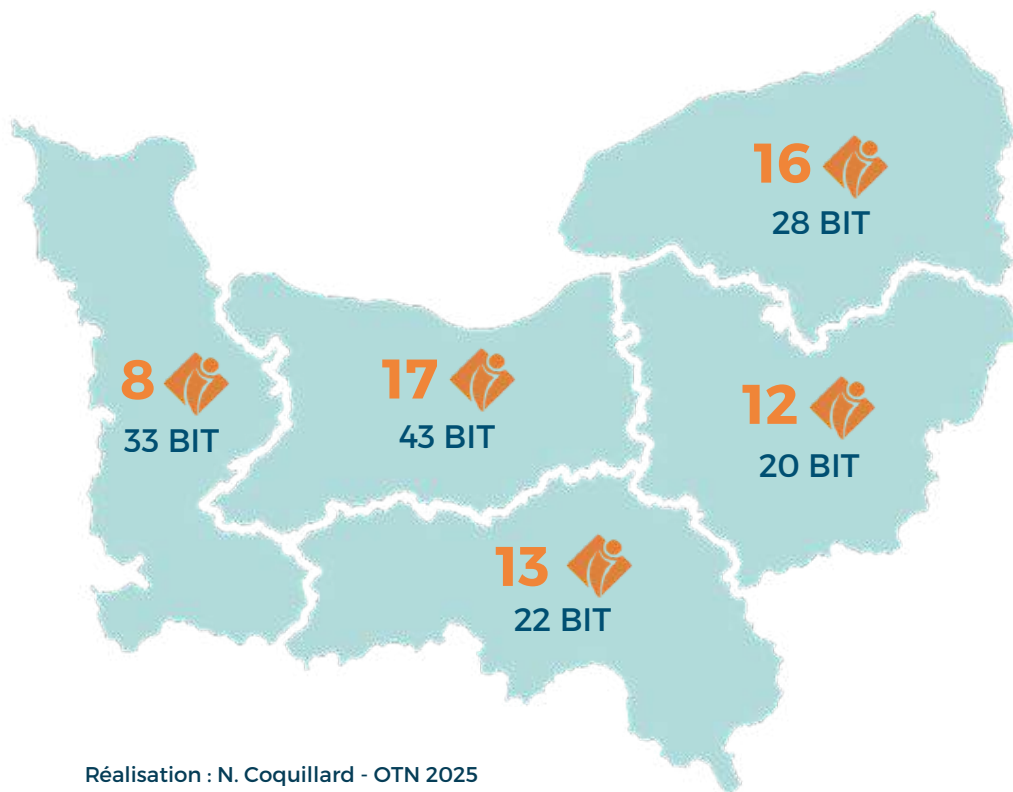 16
28 BIT
8
33 BIT
17
43 BIT
12
20 BIT
13
22 BIT
Réalisation : N. Coquillard - OTN 2025